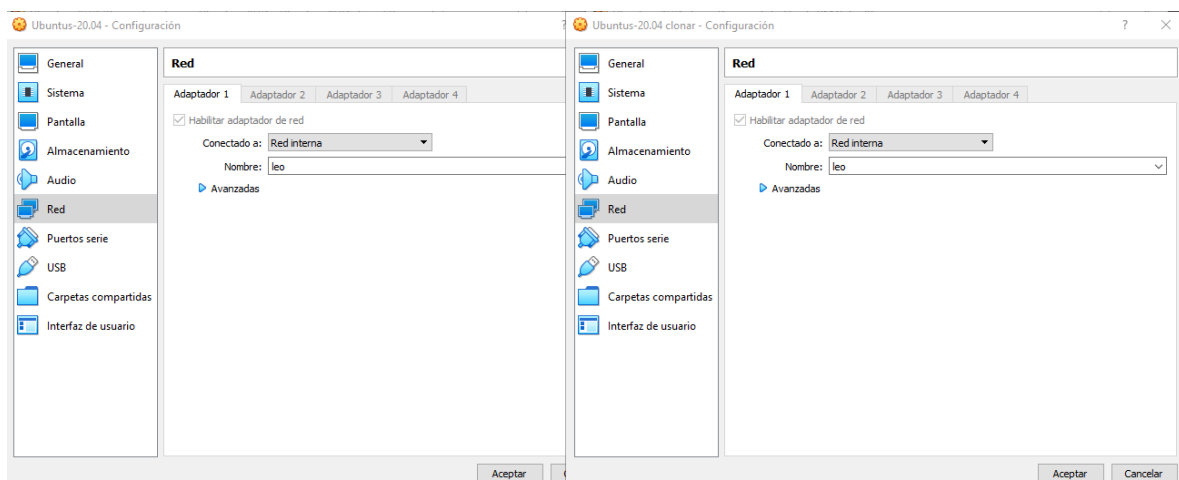 Ubuntus-20.04 - Configuración
?
General
Sistema
Pantalla
Almacenamiento
Audio
Red
Puertos serie
USB
Carpetas compartidas
Interfaz de usuario
Red
Adaptador 1 Adaptador 2 Adaptador 3 Adaptador 4
Habilitar adaptador de red
Conectado a: Red interna
Nombre: leo
Avanzadas
Aceptar
Ubuntus-20.04 clonar - Configuración
?
General
Sistema
Pantalla
Almacenamiento
Audio
Red
Puertos serie
USB
Carpetas compartidas
Interfaz de usuario
Red
Adaptador 1 Adaptador 2 Adaptador 3 Adaptador 4
Habilitar adaptador de red
Conectado a: Red interna
Nombre: leo
Avanzadas
Aceptar Cancelar